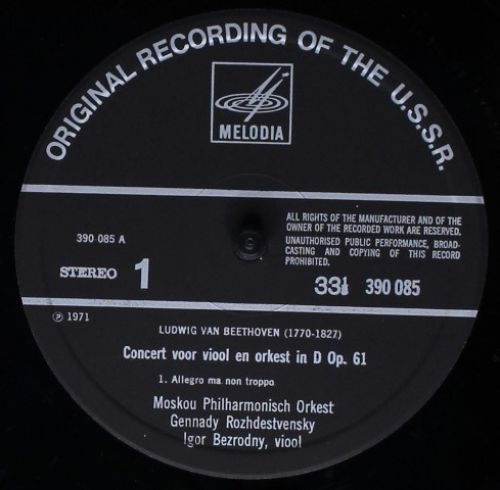 ORIGINAL RECORDING OF THE U.S.S.R.
MELODIA
390 085 A
STEREO 1
ALL RIGHTS OF THE MANUFACTURER AND OF THE
OWNER OF THE RECORDED WORK ARE RESERVED.
UNAUTHORISED PUBLIC PERFORMANCE, BROAD-
CASTING AND COPYING OF THIS RECORD
PROHIBITED.
33⅓ 390 085
℗ 1971
LUDWIG VAN BEETHOVEN (1770-1827)
Concert voor viool en orkest in D Op. 61
1. Allegro ma non troppo
Moskou Philharmonisch Orkest
Gennady Rozhdestvensky
Igor Bezrodny, viool